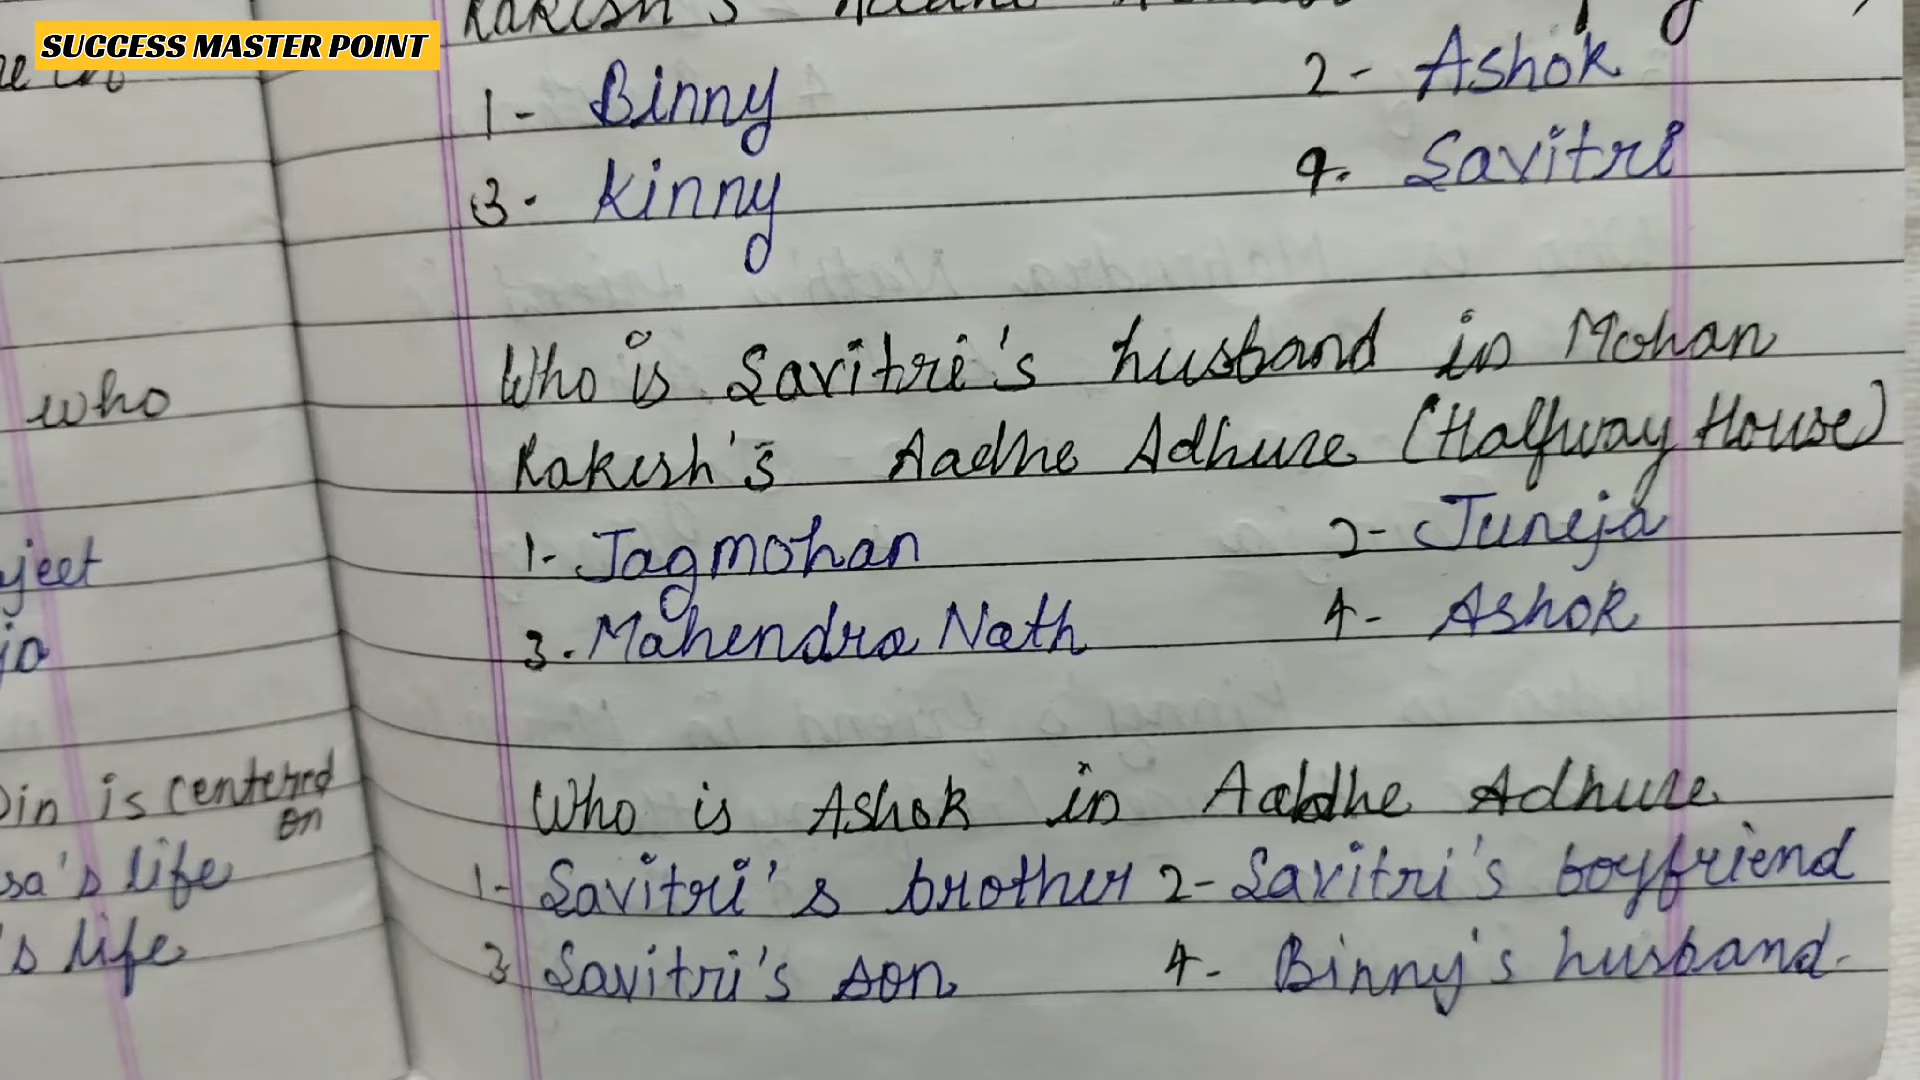 SUCCESS MASTER POINT
who
jeet
is centered
on
sa's life
's life
Rakesh's
1- Binny
2- Ashok
3- Kinny
4. Savitri
Who is Savitri's husband in Mohan
Rakesh's Aadhe Adhure (Halfway House)
1- Jagmohan
2- Juneja
3. Mahendra Nath
4- Ashok
Who is Ashok in Aadhe Adhure
1- Savitri's brother 2- Savitri's boyfriend
3 Savitri's son
4- Binny's husband.